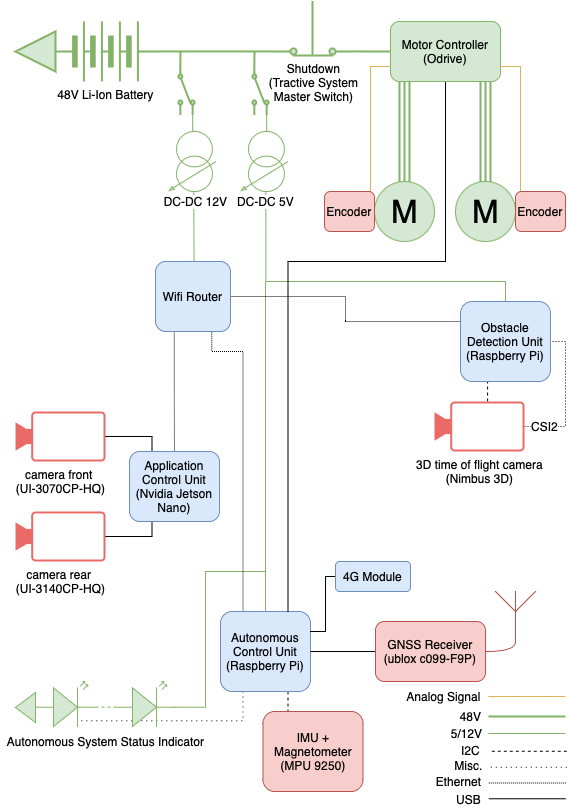 Motor Controller
(Odrive)
48V Li-Ion Battery
Shutdown
(Tractive System
Master Switch)
DC-DC 12V
DC-DC 5V
Encoder
M
M
Encoder
Wifi Router
Obstacle
Detection Unit
(Raspberry Pi)
CSI2
3D time of flight camera
(Nimbus 3D)
camera front
(UI-3070CP-HQ)
Application
Control Unit
(Nvidia Jetson
Nano)
camera rear
(UI-3140CP-HQ)
4G Module
Autonomous
Control Unit
(Raspberry Pi)
GNSS Receiver
(ublox c099-F9P)
Autonomous System Status Indicator
IMU +
Magnetometer
(MPU 9250)
Analog Signal
48V
5/12V
I2C
Misc.
Ethernet
USB